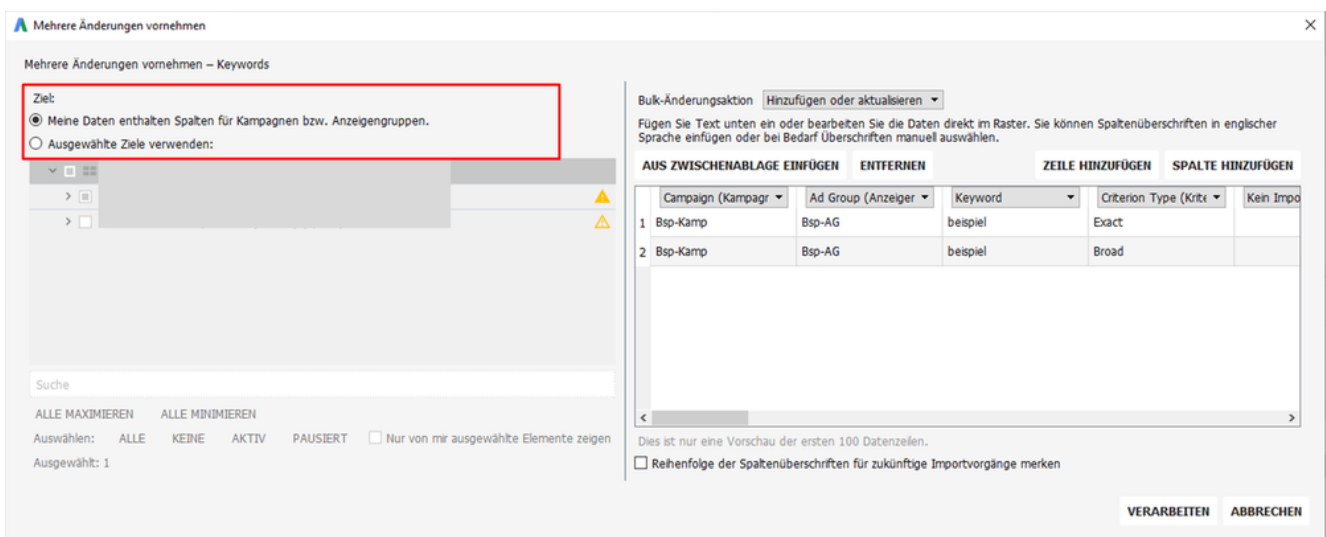 Mehrere Änderungen vornehmen
Mehrere Änderungen vornehmen – Keywords
Ziel:
Meine Daten enthalten Spalten für Kampagnen bzw. Anzeigengruppen.
Ausgewählte Ziele verwenden:
Suche
ALLE MAXIMIEREN ALLE MINIMIEREN
Auswählen: ALLE KEINE AKTIV PAUSIERT Nur von mir ausgewählte Elemente zeigen
Ausgewählt: 1
Bulk-Änderungsaktion Hinzufügen oder aktualisieren
Fügen Sie Text unten ein oder bearbeiten Sie die Daten direkt im Raster. Sie können Spaltenüberschriften in englischer
Sprache einfügen oder bei Bedarf Überschriften manuell auswählen.
AUS ZWISCHENABLAGE EINFÜGEN ENTFERNEN ZEILE HINZUFÜGEN SPALTE HINZUFÜGEN
Campaign (Kampagr Ad Group (Anzeiger Keyword Criterion Type (Krite Kein Impo
1 Bsp-Kamp Bsp-AG beispiel Exact
2 Bsp-Kamp Bsp-AG beispiel Broad
Dies ist nur eine Vorschau der ersten 100 Datenzeilen.
Reihenfolge der Spaltenüberschriften für zukünftige Importvorgänge merken
VERARBEITEN ABBRECHEN